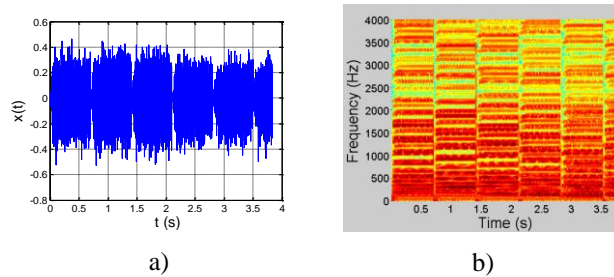 0.6
0.4
0.2
0
-0.2
-0.4
-0.6
-0.8
x(t)
0 0.5 1 1.5 2 2.5 3 3.5 4
t (s)
a)
4000
3500
3000
2500
2000
1500
1000
500
0
Frequency (Hz)
0.5 1 1.5 2 2.5 3 3.5
Time (s)
b)